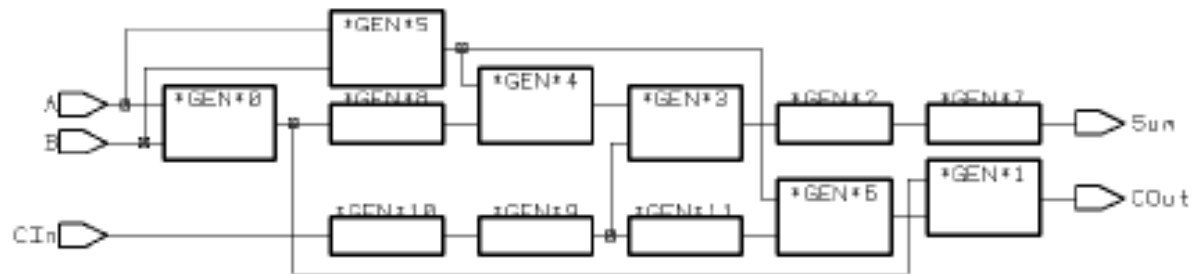 *GEN*5
*GEN*4
A
*GEN*0
*GEN*8
*GEN*3
*GEN*2
*GEN*7
Sum
B
*GEN*6
*GEN*1
COut
CIn
*GEN*10
*GEN*9
*GEN*11